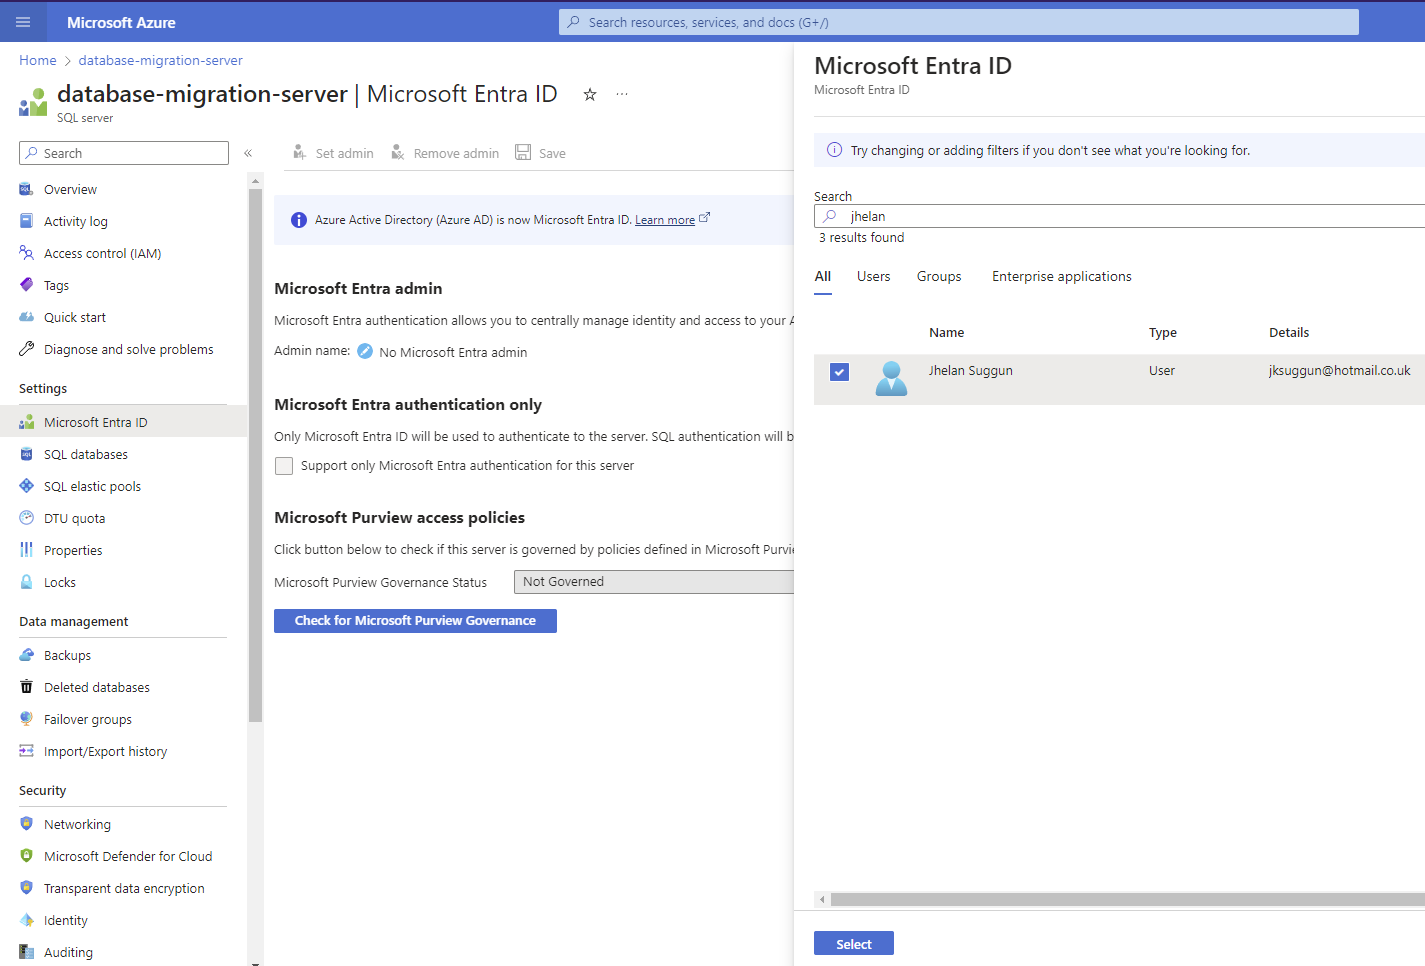 Microsoft Azure
Search resources, services, and docs (G+/)
Home > database-migration-server
database-migration-server | Microsoft Entra ID
SQL server
Search
Overview
Activity log
Access control (IAM)
Tags
Quick start
Diagnose and solve problems
Settings
Microsoft Entra ID
SQL databases
SQL elastic pools
DTU quota
Properties
Locks
Data management
Backups
Deleted databases
Failover groups
Import/Export history
Security
Networking
Microsoft Defender for Cloud
Transparent data encryption
Identity
Auditing
Set admin Remove admin Save
Azure Active Directory (Azure AD) is now Microsoft Entra ID. Learn more
Microsoft Entra admin
Microsoft Entra authentication allows you to centrally manage identity and access to your A
Admin name: No Microsoft Entra admin
Microsoft Entra authentication only
Only Microsoft Entra ID will be used to authenticate to the server. SQL authentication will b
Support only Microsoft Entra authentication for this server
Microsoft Purview access policies
Click button below to check if this server is governed by policies defined in Microsoft Purvi
Microsoft Purview Governance Status Not Governed
Check for Microsoft Purview Governance
Microsoft Entra ID
Microsoft Entra ID
Try changing or adding filters if you don't see what you're looking for.
Search
jhelan
3 results found
All Users Groups Enterprise applications
Name Type Details
Jhelan Suggun User jksuggun@hotmail.co.uk
Select